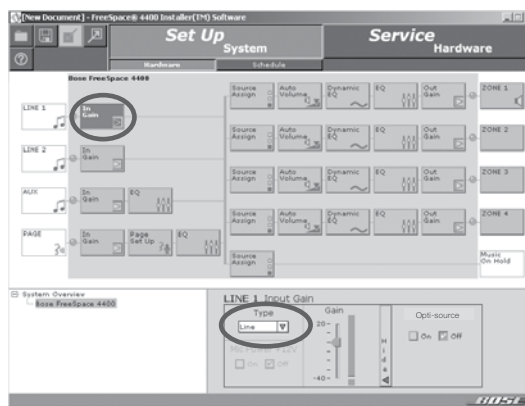 [New Document] - FreeSpace® 4400 Installer(TM) Software
Set Up
System
Service
Hardware
Hardware
Schedule
Bose FreeSpace 4400
LINE 1
In Gain
Source Assign
Auto Volume
Dynamic EQ
EQ
Out Gain
ZONE 1
LINE 2
In Gain
Source Assign
Auto Volume
Dynamic EQ
EQ
Out Gain
ZONE 2
AUX
In Gain
EQ
Source Assign
Auto Volume
Dynamic EQ
EQ
Out Gain
ZONE 3
PAGE
In Gain
Page Set Up
EQ
Source Assign
Auto Volume
Dynamic EQ
EQ
Out Gain
ZONE 4
Source Assign
Music On Hold
System Overview
Bose FreeSpace 4400
LINE 1 Input Gain
Type
Line
On Off
Gain
20-
-40-
Hide
Opti-source
On Off
BOSE